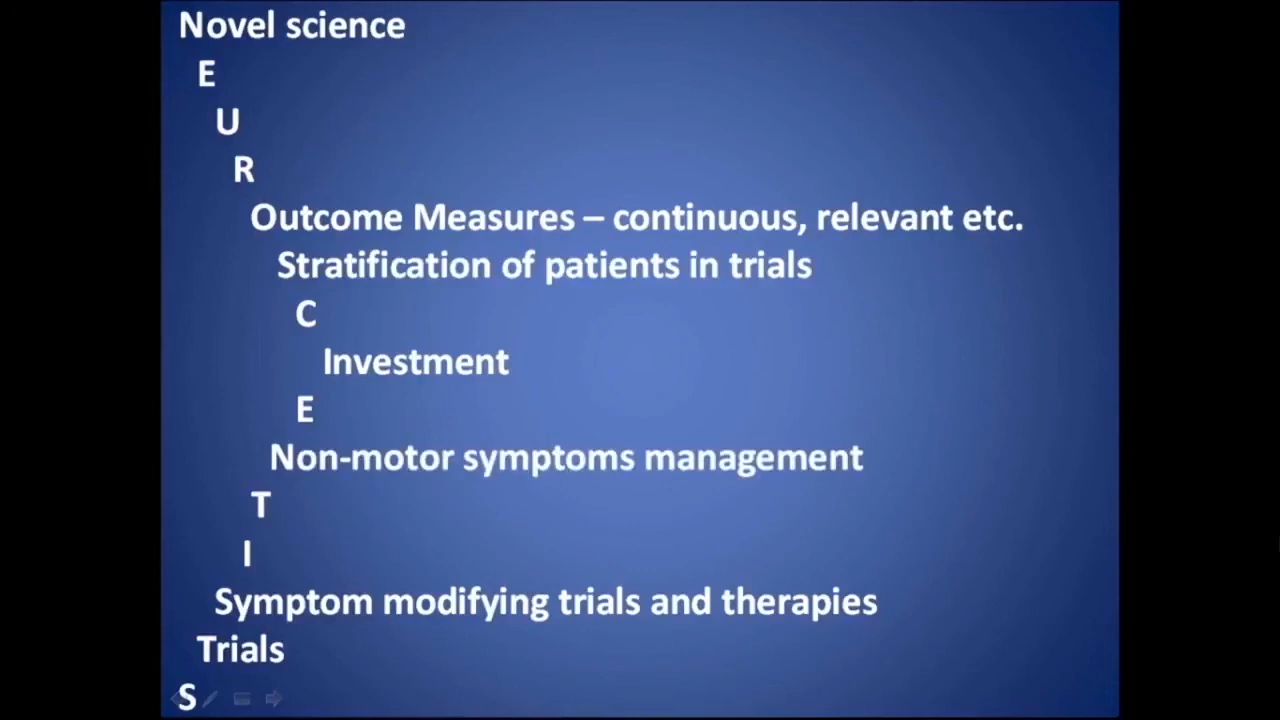 Novel science
E
U
R
Outcome Measures – continuous, relevant etc.
Stratification of patients in trials
C
Investment
E
Non-motor symptoms management
T
I
Symptom modifying trials and therapies
Trials
S